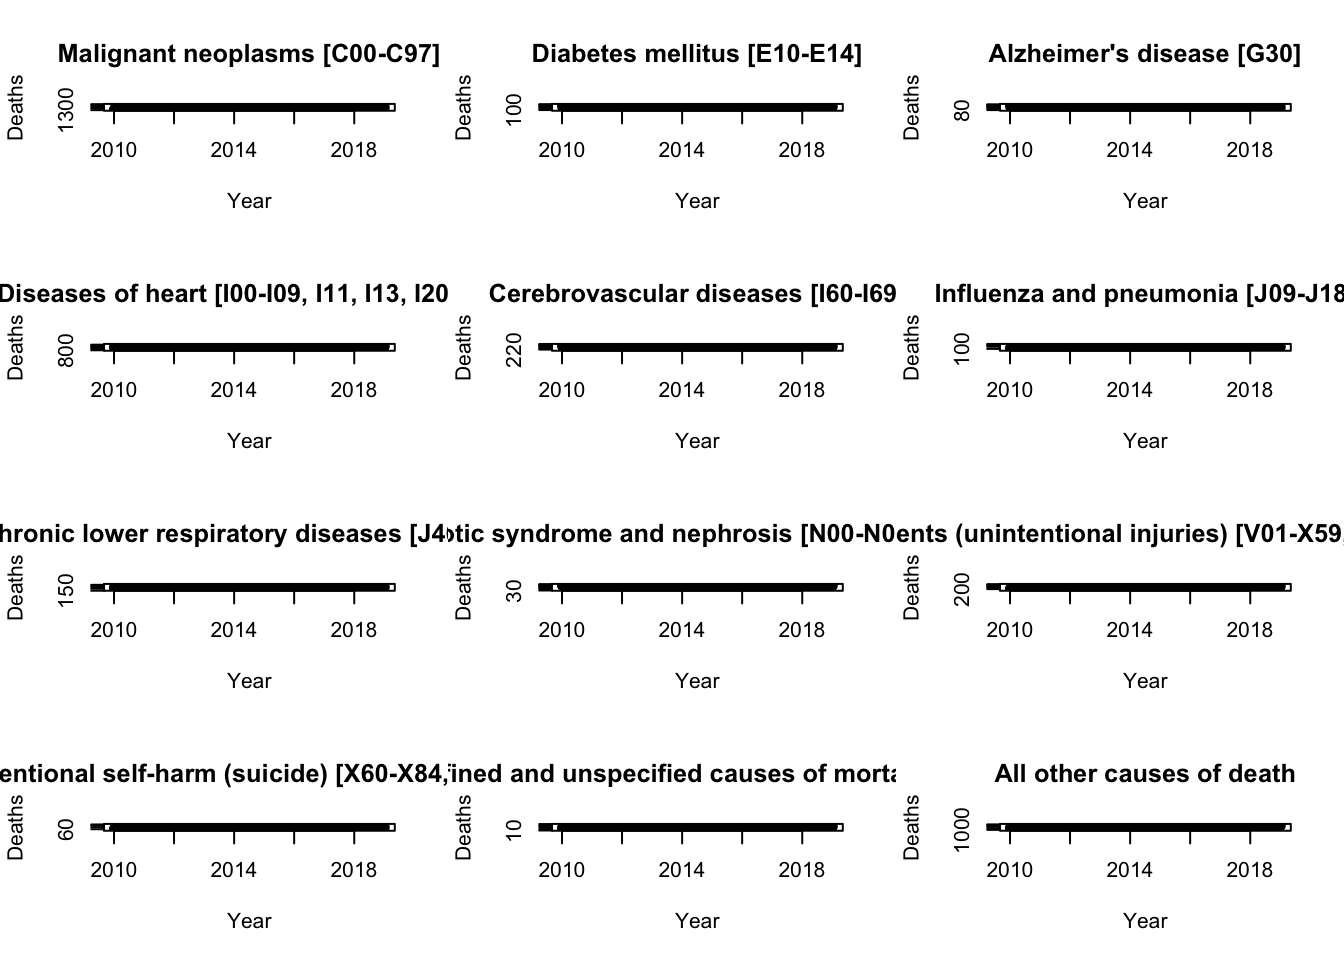 Malignant neoplasms [C00-C97]
Deaths
1300
2010 2014 2018
Year
Diabetes mellitus [E10-E14]
Deaths
100
2010 2014 2018
Year
Alzheimer's disease [G30]
Deaths
80
2010 2014 2018
Year
Diseases of heart [I00-I09, I11, I13, I20
Deaths
800
2010 2014 2018
Year
Cerebrovascular diseases [I60-I69
Deaths
220
2010 2014 2018
Year
Influenza and pneumonia [J09-J18
Deaths
100
2010 2014 2018
Year
hronic lower respiratory diseases [J4
Deaths
150
2010 2014 2018
Year
otic syndrome and nephrosis [N00-N0
Deaths
30
2010 2014 2018
Year
ents (unintentional injuries) [V01-X59,
Deaths
200
2010 2014 2018
Year
entional self-harm (suicide) [X60-X84,
Deaths
60
2010 2014 2018
Year
ined and unspecified causes of morta
Deaths
10
2010 2014 2018
Year
All other causes of death
Deaths
1000
2010 2014 2018
Year